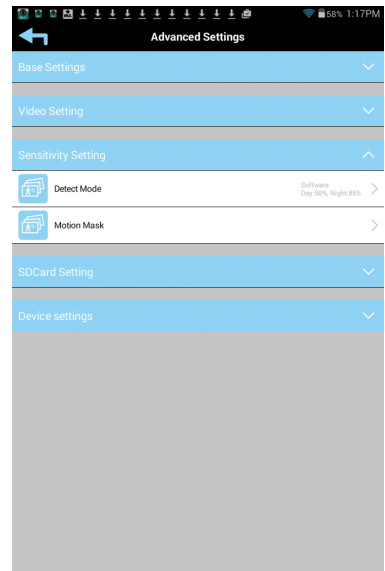 58% 1:17PM
Advanced Settings
Base Settings
Video Setting
Sensitivity Setting
Detect Mode
Software
Day:50%, Night:85%
Motion Mask
SDCard Setting
Device settings